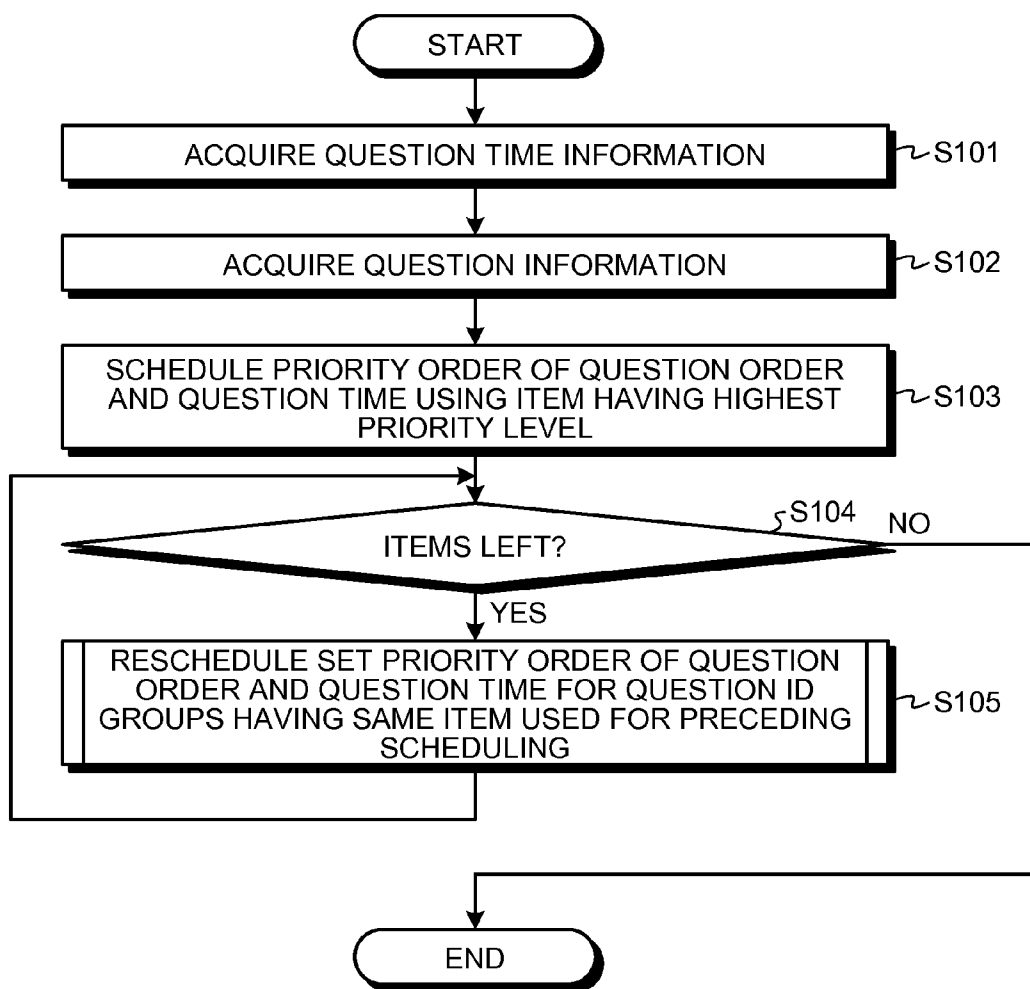 START
ACQUIRE QUESTION TIME INFORMATION
S101
ACQUIRE QUESTION INFORMATION
S102
SCHEDULE PRIORITY ORDER OF QUESTION ORDER
AND QUESTION TIME USING ITEM HAVING HIGHEST
PRIORITY LEVEL
S103
S104
NO
ITEMS LEFT?
YES
RESCHEDULE SET PRIORITY ORDER OF QUESTION
ORDER AND QUESTION TIME FOR QUESTION ID
GROUPS HAVING SAME ITEM USED FOR PRECEDING
SCHEDULING
S105
END